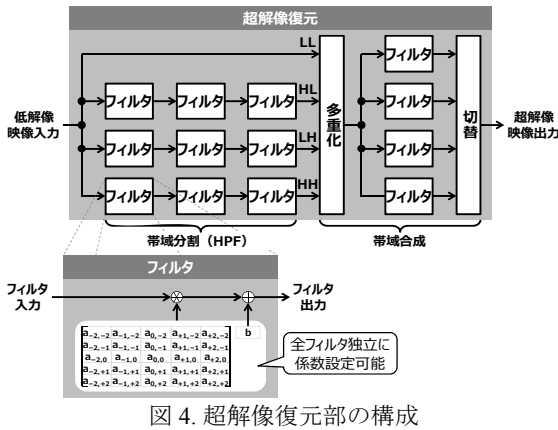 超解像復元
LL
フィルタ
低解像
映像入力
フィルタ フィルタ フィルタ HL
多重化
フィルタ
切替
超解像
映像出力
フィルタ フィルタ フィルタ LH
フィルタ
フィルタ フィルタ フィルタ HH
フィルタ
帯域分割（HPF）
帯域合成
フィルタ
フィルタ
入力
フィルタ
出力
a-2,-2 a-1,-2 a0,-2 a+1,-2 a+2,-2
b
a-2,-1 a-1,-1 a0,-1 a+1,-1 a+2,-1
a-2,0 a-1,0 a0,0 a+1,0 a+2,0
a-2,+1 a-1,+1 a0,+1 a+1,+1 a+2,+1
a-2,+2 a-1,+2 a0,+2 a+1,+2 a+2,+2
全フィルタ独立に
係数設定可能
図 4. 超解像復元部の構成